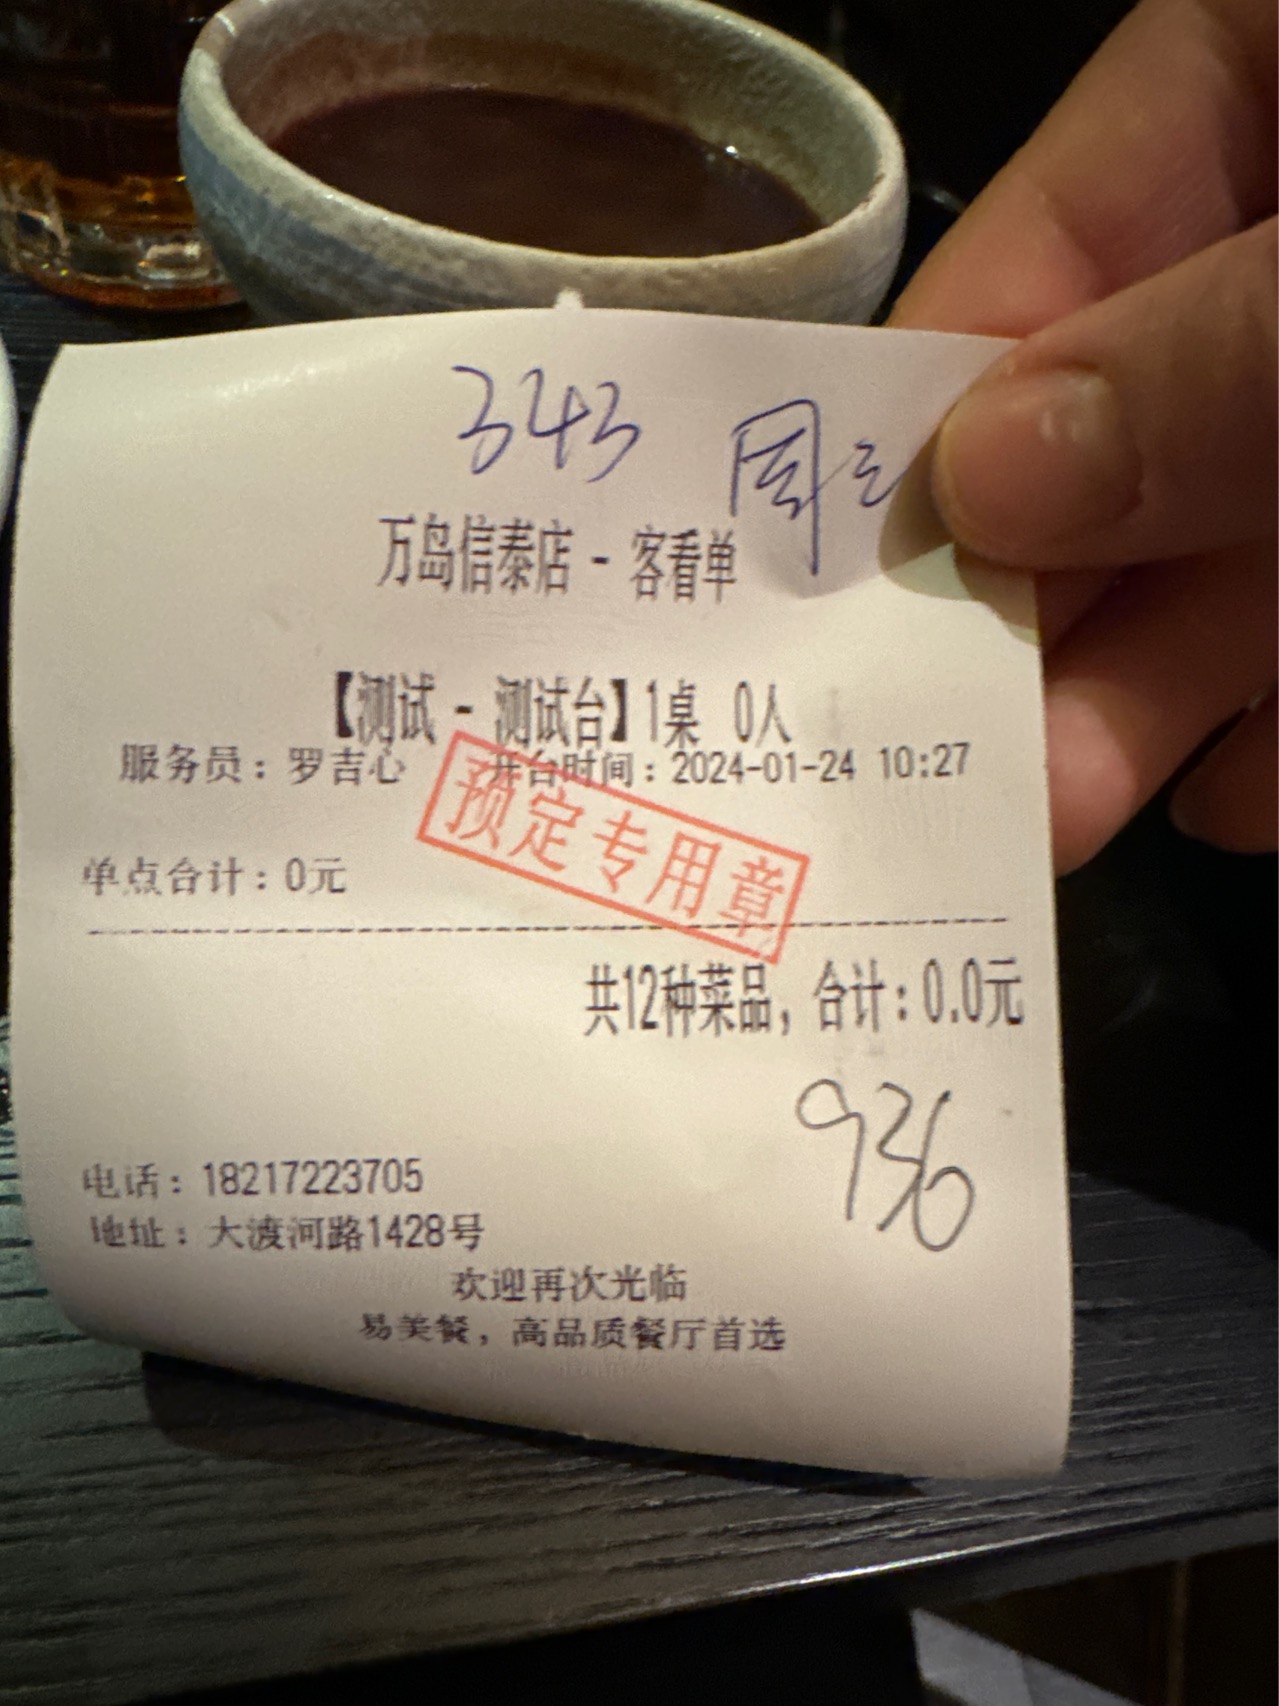 343 周三
万岛信泰店 - 客看单
【测试 - 测试台】1桌 0人
服务员：罗吉心 开台时间：2024-01-24 10:27
预定专用章
单点合计：0元
共12种菜品，合计：0.0元
936
电话：18217223705
地址：大渡河路1428号
欢迎再次光临
易美餐，高品质餐厅首选